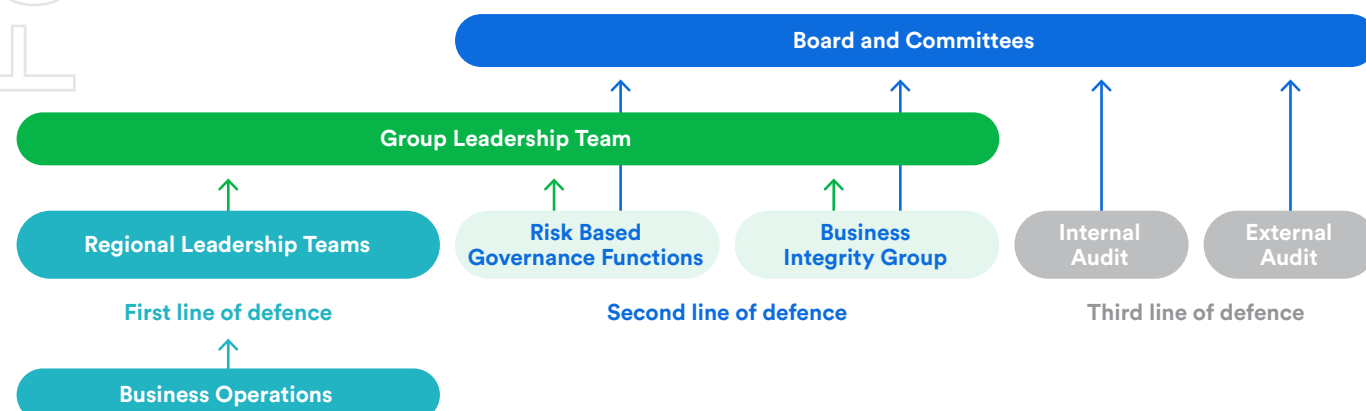 Board and Committees
Group Leadership Team
Regional Leadership Teams
Risk Based
Governance Functions
Business
Integrity Group
Internal
Audit
External
Audit
First line of defence
Second line of defence
Third line of defence
Business Operations